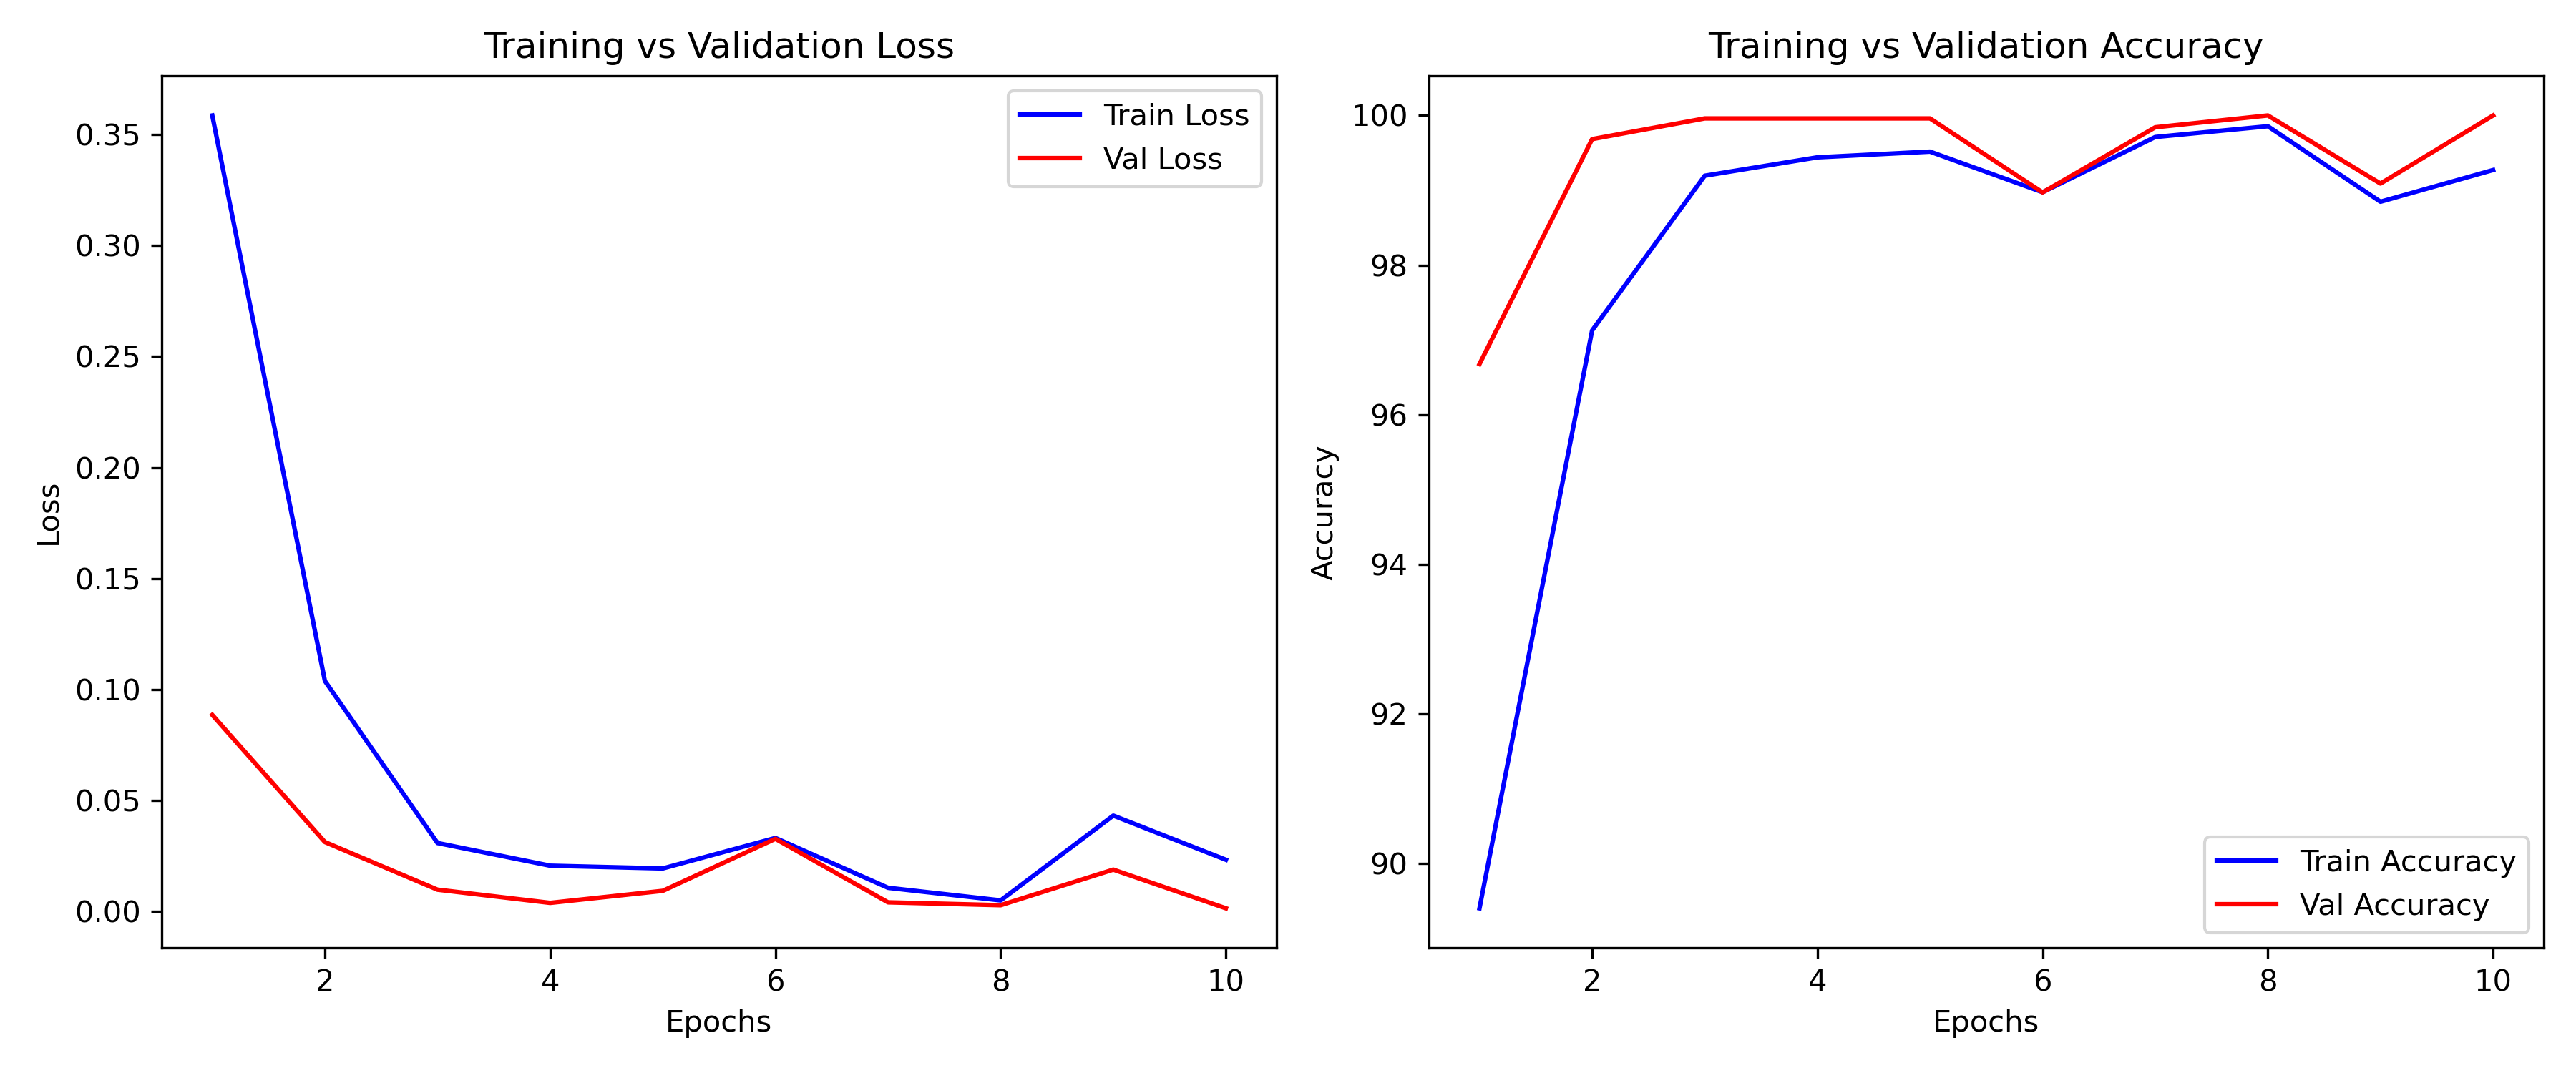 Training vs Validation Loss
Train Loss
Val Loss
0.35
0.30
0.25
0.20
0.15
0.10
0.05
0.00
Loss
2 4 6 8 10
Epochs
Training vs Validation Accuracy
100
98
96
94
92
90
Accuracy
Train Accuracy
Val Accuracy
2 4 6 8 10
Epochs